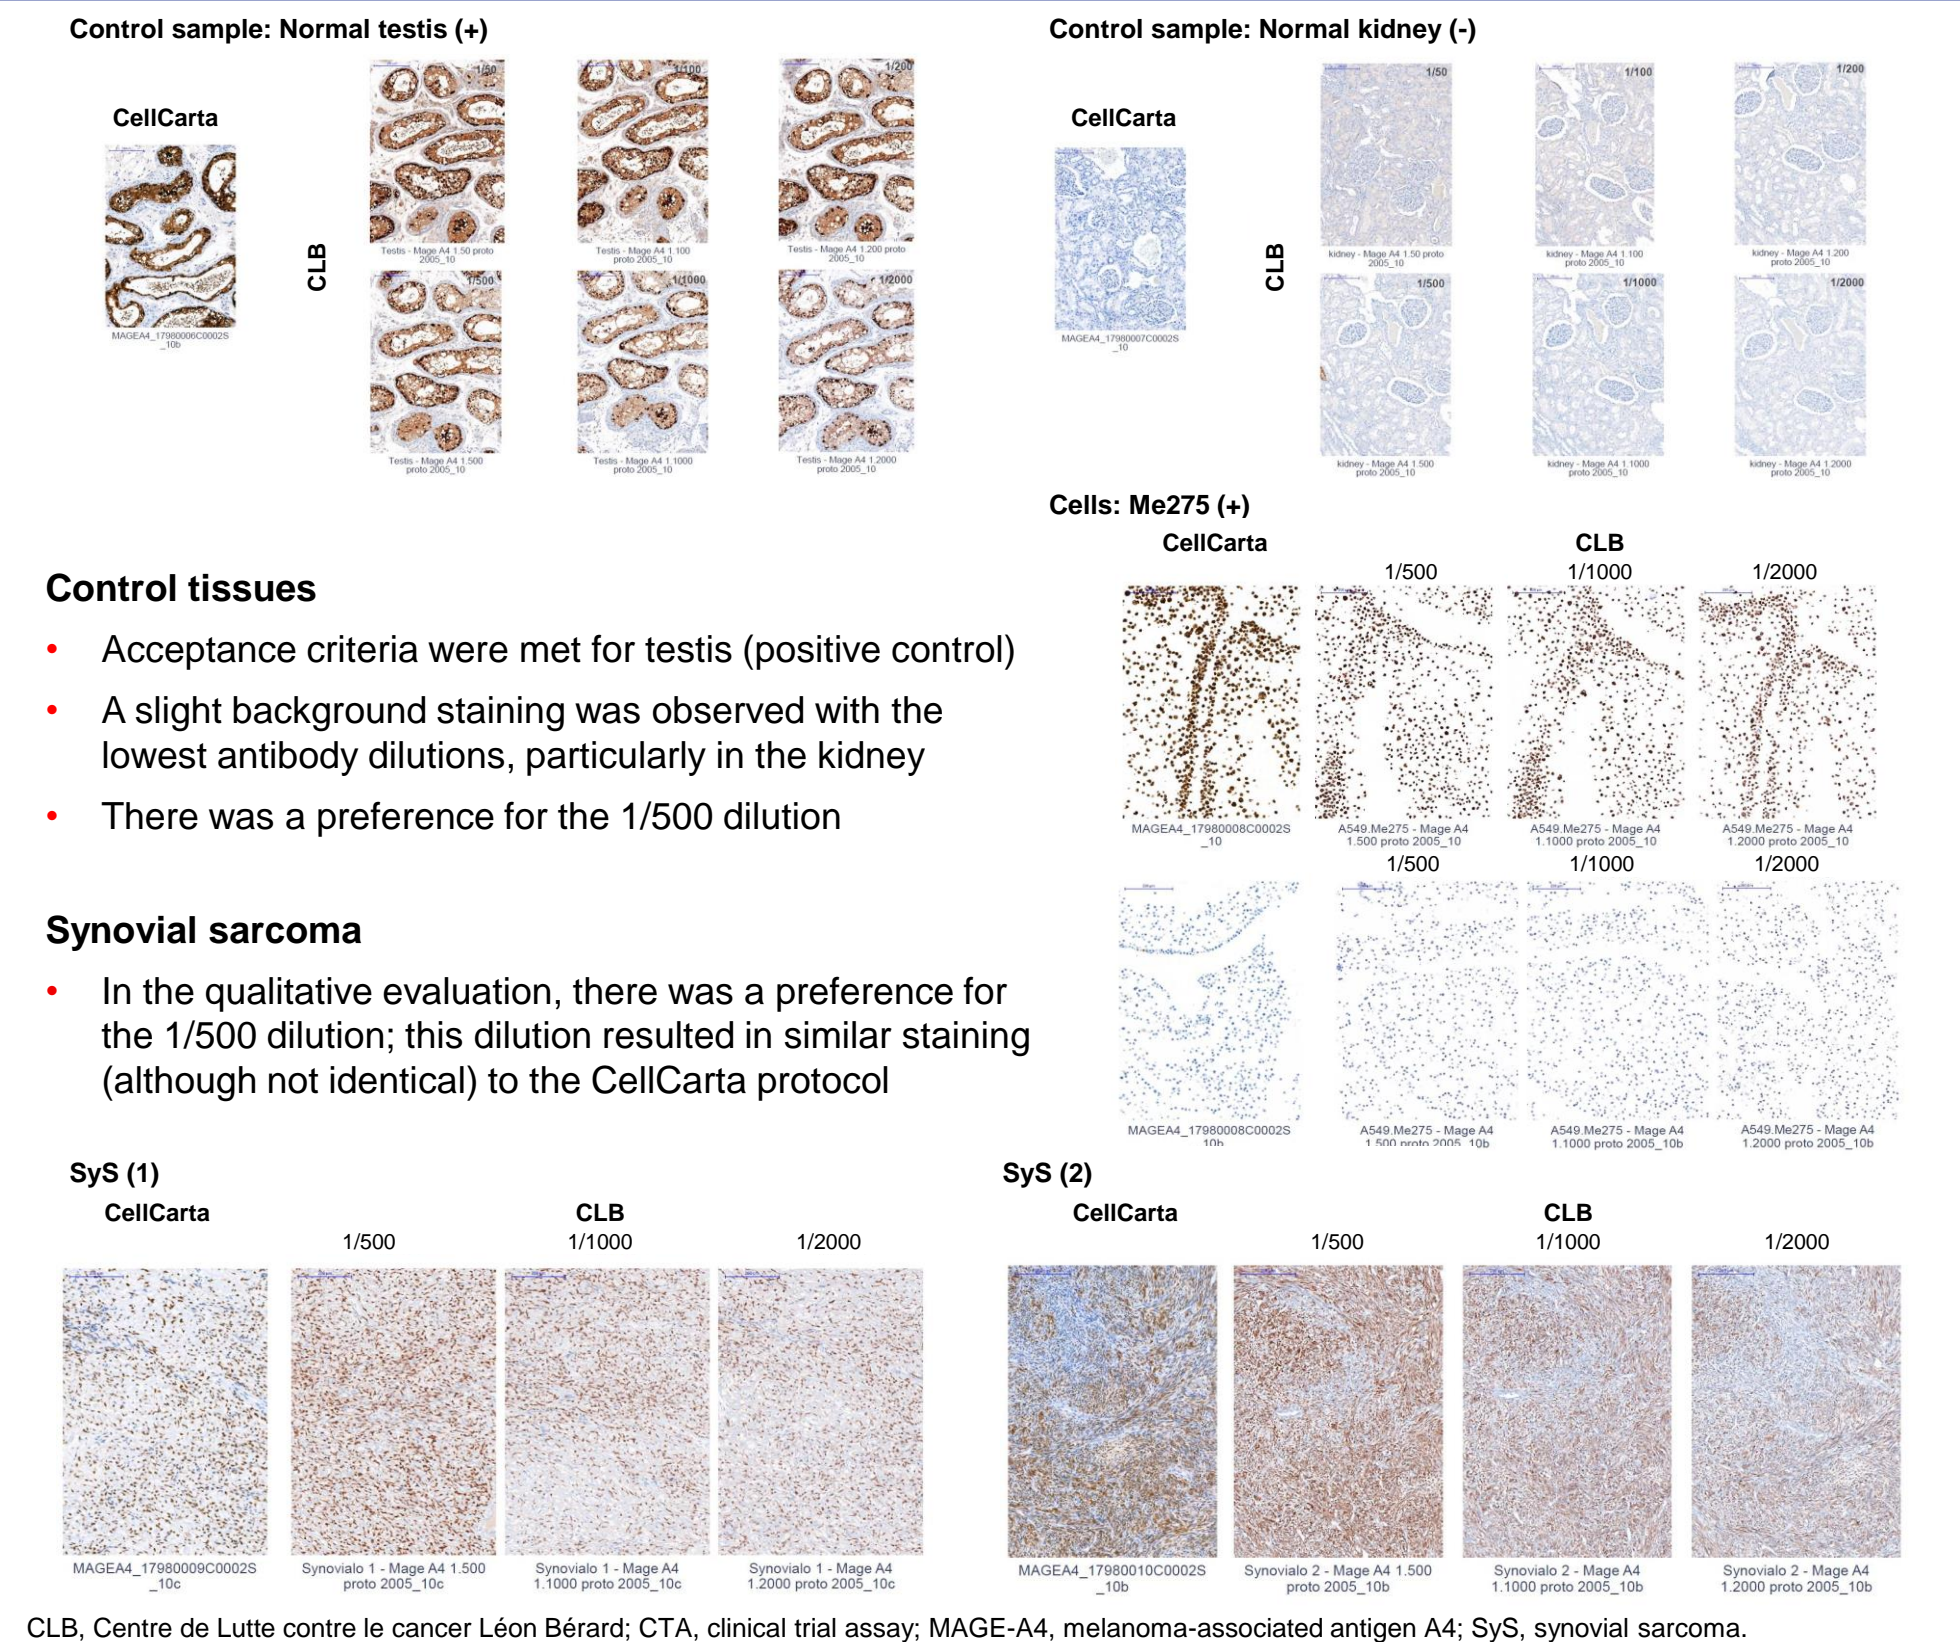 Control sample: Normal testis (+)
CellCarta
MAGEA4_17980006C0002S
_10b
CLB
1/50
1/100
1/200
Testis - Mage A4 1.50 proto
2005_10
Testis - Mage A4 1.100
proto 2005_10
Testis - Mage A4 1.200 proto
2005_10
1/500
1/1000
1/2000
Testis - Mage A4 1.500
proto 2005_10
Testis - Mage A4 1.1000
proto 2005_10
Testis - Mage A4 1.2000
proto 2005_10
Control sample: Normal kidney (-)
CellCarta
MAGEA4_17980007C0002S
_10
CLB
1/50
1/100
1/200
kidney - Mage A4 1.50 proto
2005_10
kidney - Mage A4 1.100
proto 2005_10
kidney - Mage A4 1.200
proto 2005_10
1/500
1/1000
1/2000
kidney - Mage A4 1.500
proto 2005_10
kidney - Mage A4 1.1000
proto 2005_10
kidney - Mage A4 1.2000
proto 2005_10
Control tissues
• Acceptance criteria were met for testis (positive control)
• A slight background staining was observed with the
lowest antibody dilutions, particularly in the kidney
• There was a preference for the 1/500 dilution
Synovial sarcoma
• In the qualitative evaluation, there was a preference for
the 1/500 dilution; this dilution resulted in similar staining
(although not identical) to the CellCarta protocol
Cells: Me275 (+)
CellCarta
CLB
1/500
1/1000
1/2000
MAGEA4_17980008C0002S
_10
A549.Me275 - Mage A4
1.500 proto 2005_10
A549.Me275 - Mage A4
1.1000 proto 2005_10
A549.Me275 - Mage A4
1.2000 proto 2005_10
1/500
1/1000
1/2000
MAGEA4_17980008C0002S
10b
A549.Me275 - Mage A4
1.500 proto 2005_10b
A549.Me275 - Mage A4
1.1000 proto 2005_10b
A549.Me275 - Mage A4
1.2000 proto 2005_10b
SyS (1)
CellCarta
CLB
1/500
1/1000
1/2000
MAGEA4_17980009C0002S
_10c
Synovialo 1 - Mage A4 1.500
proto 2005_10c
Synovialo 1 - Mage A4
1.1000 proto 2005_10c
Synovialo 1 - Mage A4
1.2000 proto 2005_10c
SyS (2)
CellCarta
CLB
1/500
1/1000
1/2000
MAGEA4_17980010C0002S
_10b
Synovialo 2 - Mage A4 1.500
proto 2005_10b
Synovialo 2 - Mage A4
1.1000 proto 2005_10b
Synovialo 2 - Mage A4
1.2000 proto 2005_10b
CLB, Centre de Lutte contre le cancer Léon Bérard; CTA, clinical trial assay; MAGE-A4, melanoma-associated antigen A4; SyS, synovial sarcoma.